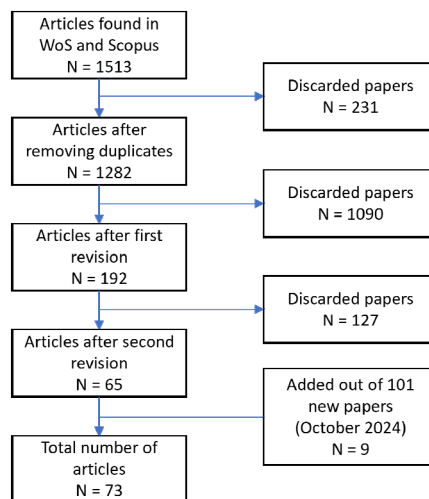 Articles found in
WoS and Scopus
N = 1513
Discarded papers
N = 231
Articles after
removing duplicates
N = 1282
Discarded papers
N = 1090
Articles after first
revision
N = 192
Discarded papers
N = 127
Articles after second
revision
N = 65
Added out of 101
new papers
(October 2024)
N = 9
Total number of
articles
N = 73